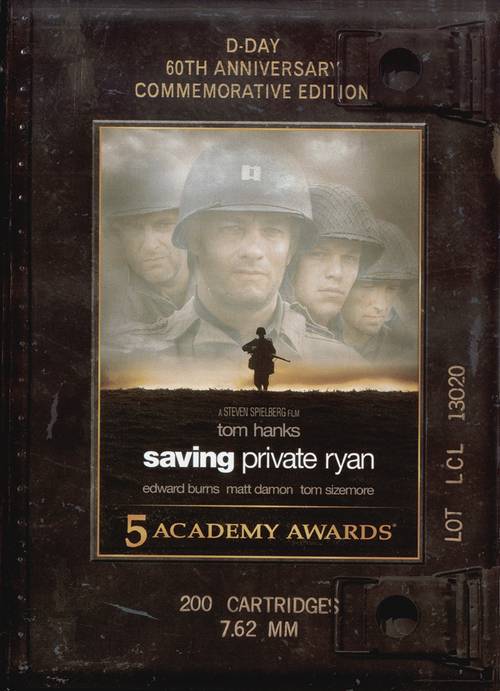 D-DAY
60TH ANNIVERSARY
COMMEMORATIVE EDITION
A STEVEN SPIELBERG FILM
tom hanks
saving private ryan
edward burns matt damon tom sizemore
5 ACADEMY AWARDS®
LOT LCL 13020
200 CARTRIDGES
7.62 MM